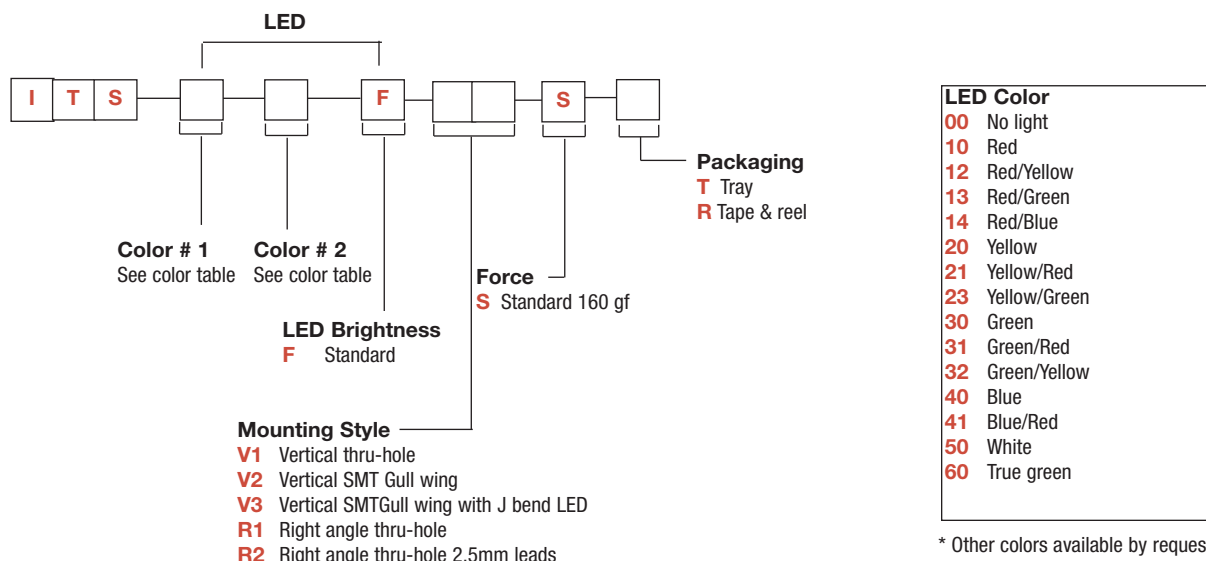 LED
I T S F S
Packaging
T Tray
R Tape & reel
Color # 1
See color table
Color # 2
See color table
Force
S Standard 160 gf
LED Brightness
F Standard
Mounting Style
V1 Vertical thru-hole
V2 Vertical SMT Gull wing
V3 Vertical SMTGull wing with J bend LED
R1 Right angle thru-hole
R2 Right angle thru-hole 2.5mm leads
LED Color
00 No light
10 Red
12 Red/Yellow
13 Red/Green
14 Red/Blue
20 Yellow
21 Yellow/Red
23 Yellow/Green
30 Green
31 Green/Red
32 Green/Yellow
40 Blue
41 Blue/Red
50 White
60 True green
* Other colors available by reques